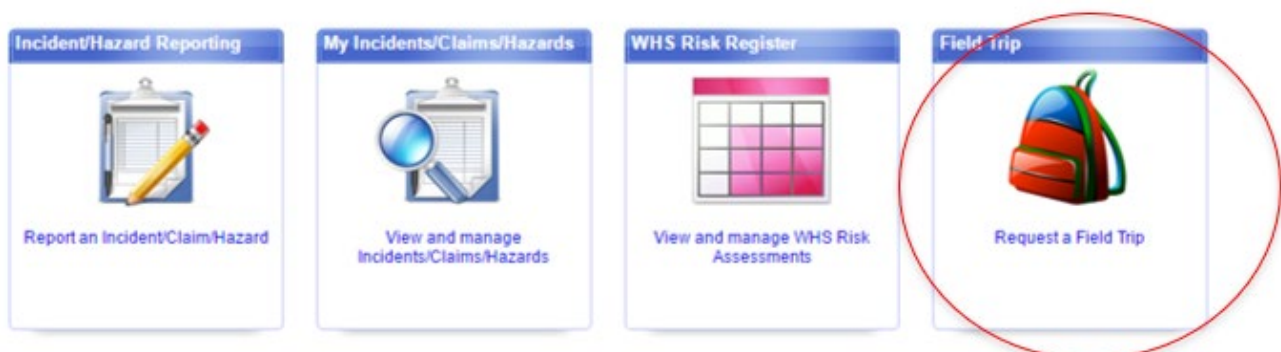 Incident/Hazard Reporting
Report an Incident/Claim/Hazard
My Incidents/Claims/Hazards
View and manage
Incidents/Claims/Hazards
WHS Risk Register
View and manage WHS Risk
Assessments
Field Trip
Request a Field Trip